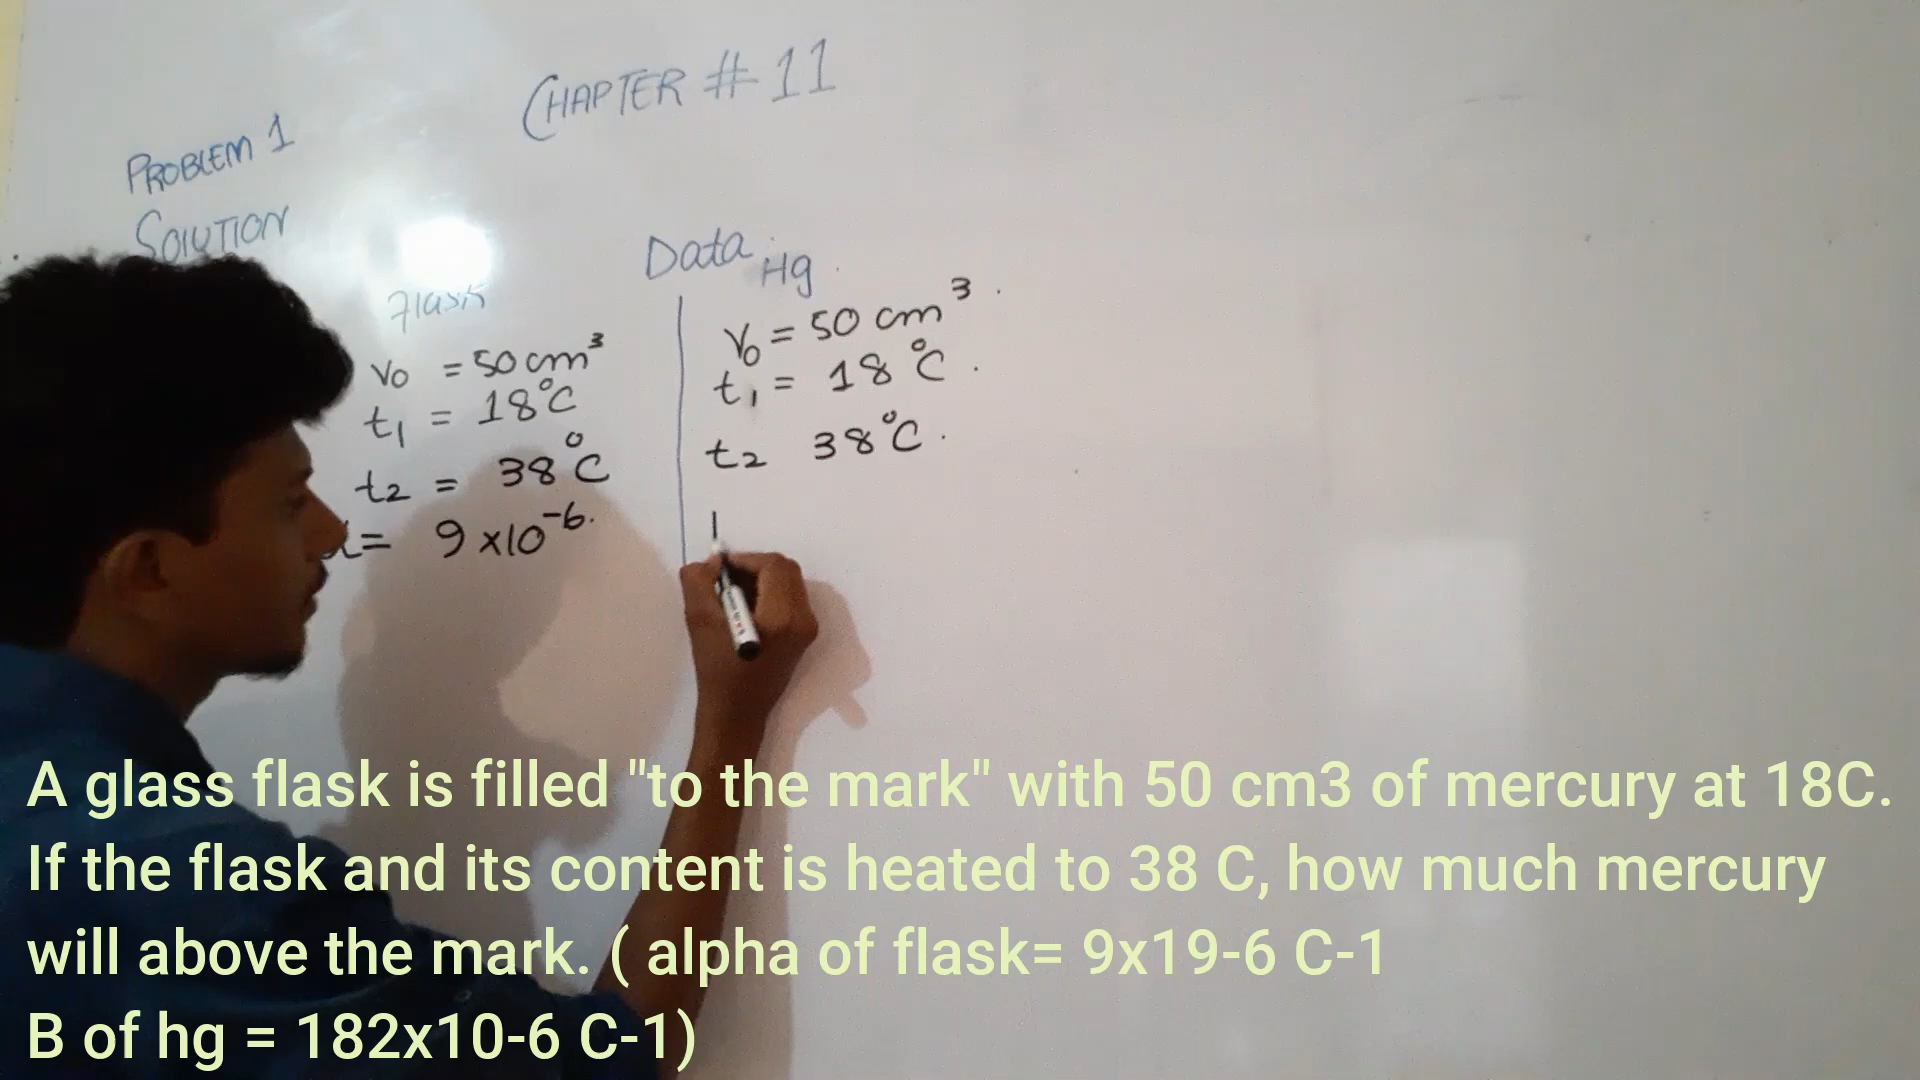 CHAPTER # 11
PROBLEM 1
SOLUTION
Data
Flask
V₀ = 50 cm³
t₁ = 18°C
t₂ = 38°C
α = 9 x10⁻⁶.
Hg
V₀ = 50 cm³.
t₁ = 18°C.
t₂ 38°C.
A glass flask is filled "to the mark" with 50 cm3 of mercury at 18C.
If the flask and its content is heated to 38 C, how much mercury
will above the mark. ( alpha of flask= 9x19-6 C-1
B of hg = 182x10-6 C-1)